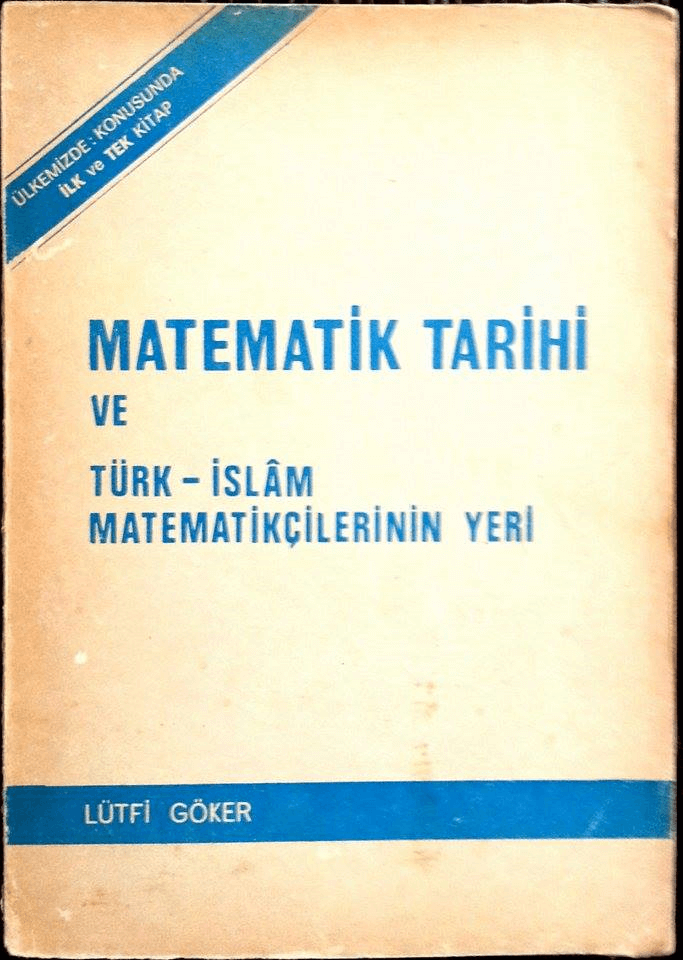 ÜLKEMİZDE: KONUSUNDA
İLK ve TEK KİTAP
MATEMATİK TARİHİ
VE
TÜRK - İSLÂM
MATEMATİKÇİLERİNİN YERİ
LÜTFİ GÖKER